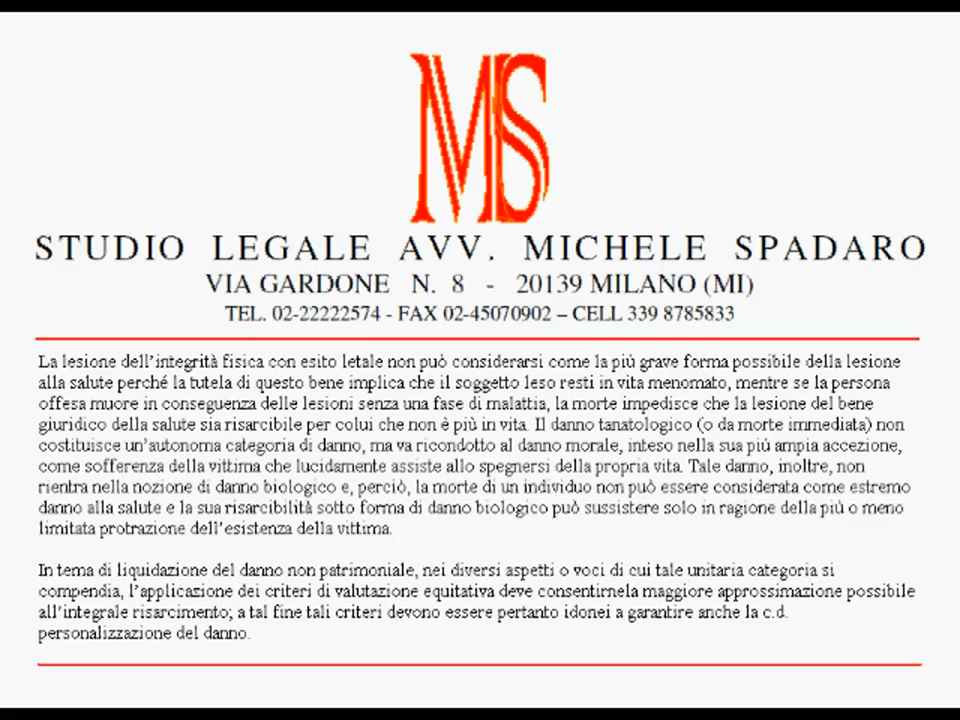 MS
STUDIO LEGALE AVV. MICHELE SPADARO
VIA GARDONE N. 8 - 20139 MILANO (MI)
TEL. 02-22222574 - FAX 02-45070902 – CELL 339 8785833
La lesione dell'integrità fisica con esito letale non può considerarsi come la più grave forma possibile della lesione
alla salute perché la tutela di questo bene implica che il soggetto leso resti in vita menomato, mentre se la persona
offesa muore in conseguenza delle lesioni senza una fase di malattia, la morte impedisce che la lesione del bene
giuridico della salute sia risarcibile per colui che non è più in vita. Il danno tanatologico (o da morte immediata) non
costituisce un'autonoma categoria di danno, ma va ricondotto al danno morale, inteso nella sua più ampia accezione,
come sofferenza della vittima che lucidamente assiste allo spegnersi della propria vita. Tale danno, inoltre, non
rientra nella nozione di danno biologico e, perciò, la morte di un individuo non può essere considerata come estremo
danno alla salute e la sua risarcibilità sotto forma di danno biologico può sussistere solo in ragione della più o meno
limitata protrazione dell'esistenza della vittima.
In tema di liquidazione del danno non patrimoniale, nei diversi aspetti o voci di cui tale unitaria categoria si
compendia, l'applicazione dei criteri di valutazione equitativa deve consentirnela maggiore approssimazione possibile
all'integrale risarcimento; a tal fine tali criteri devono essere pertanto idonei a garantire anche la c.d.
personalizzazione del danno.